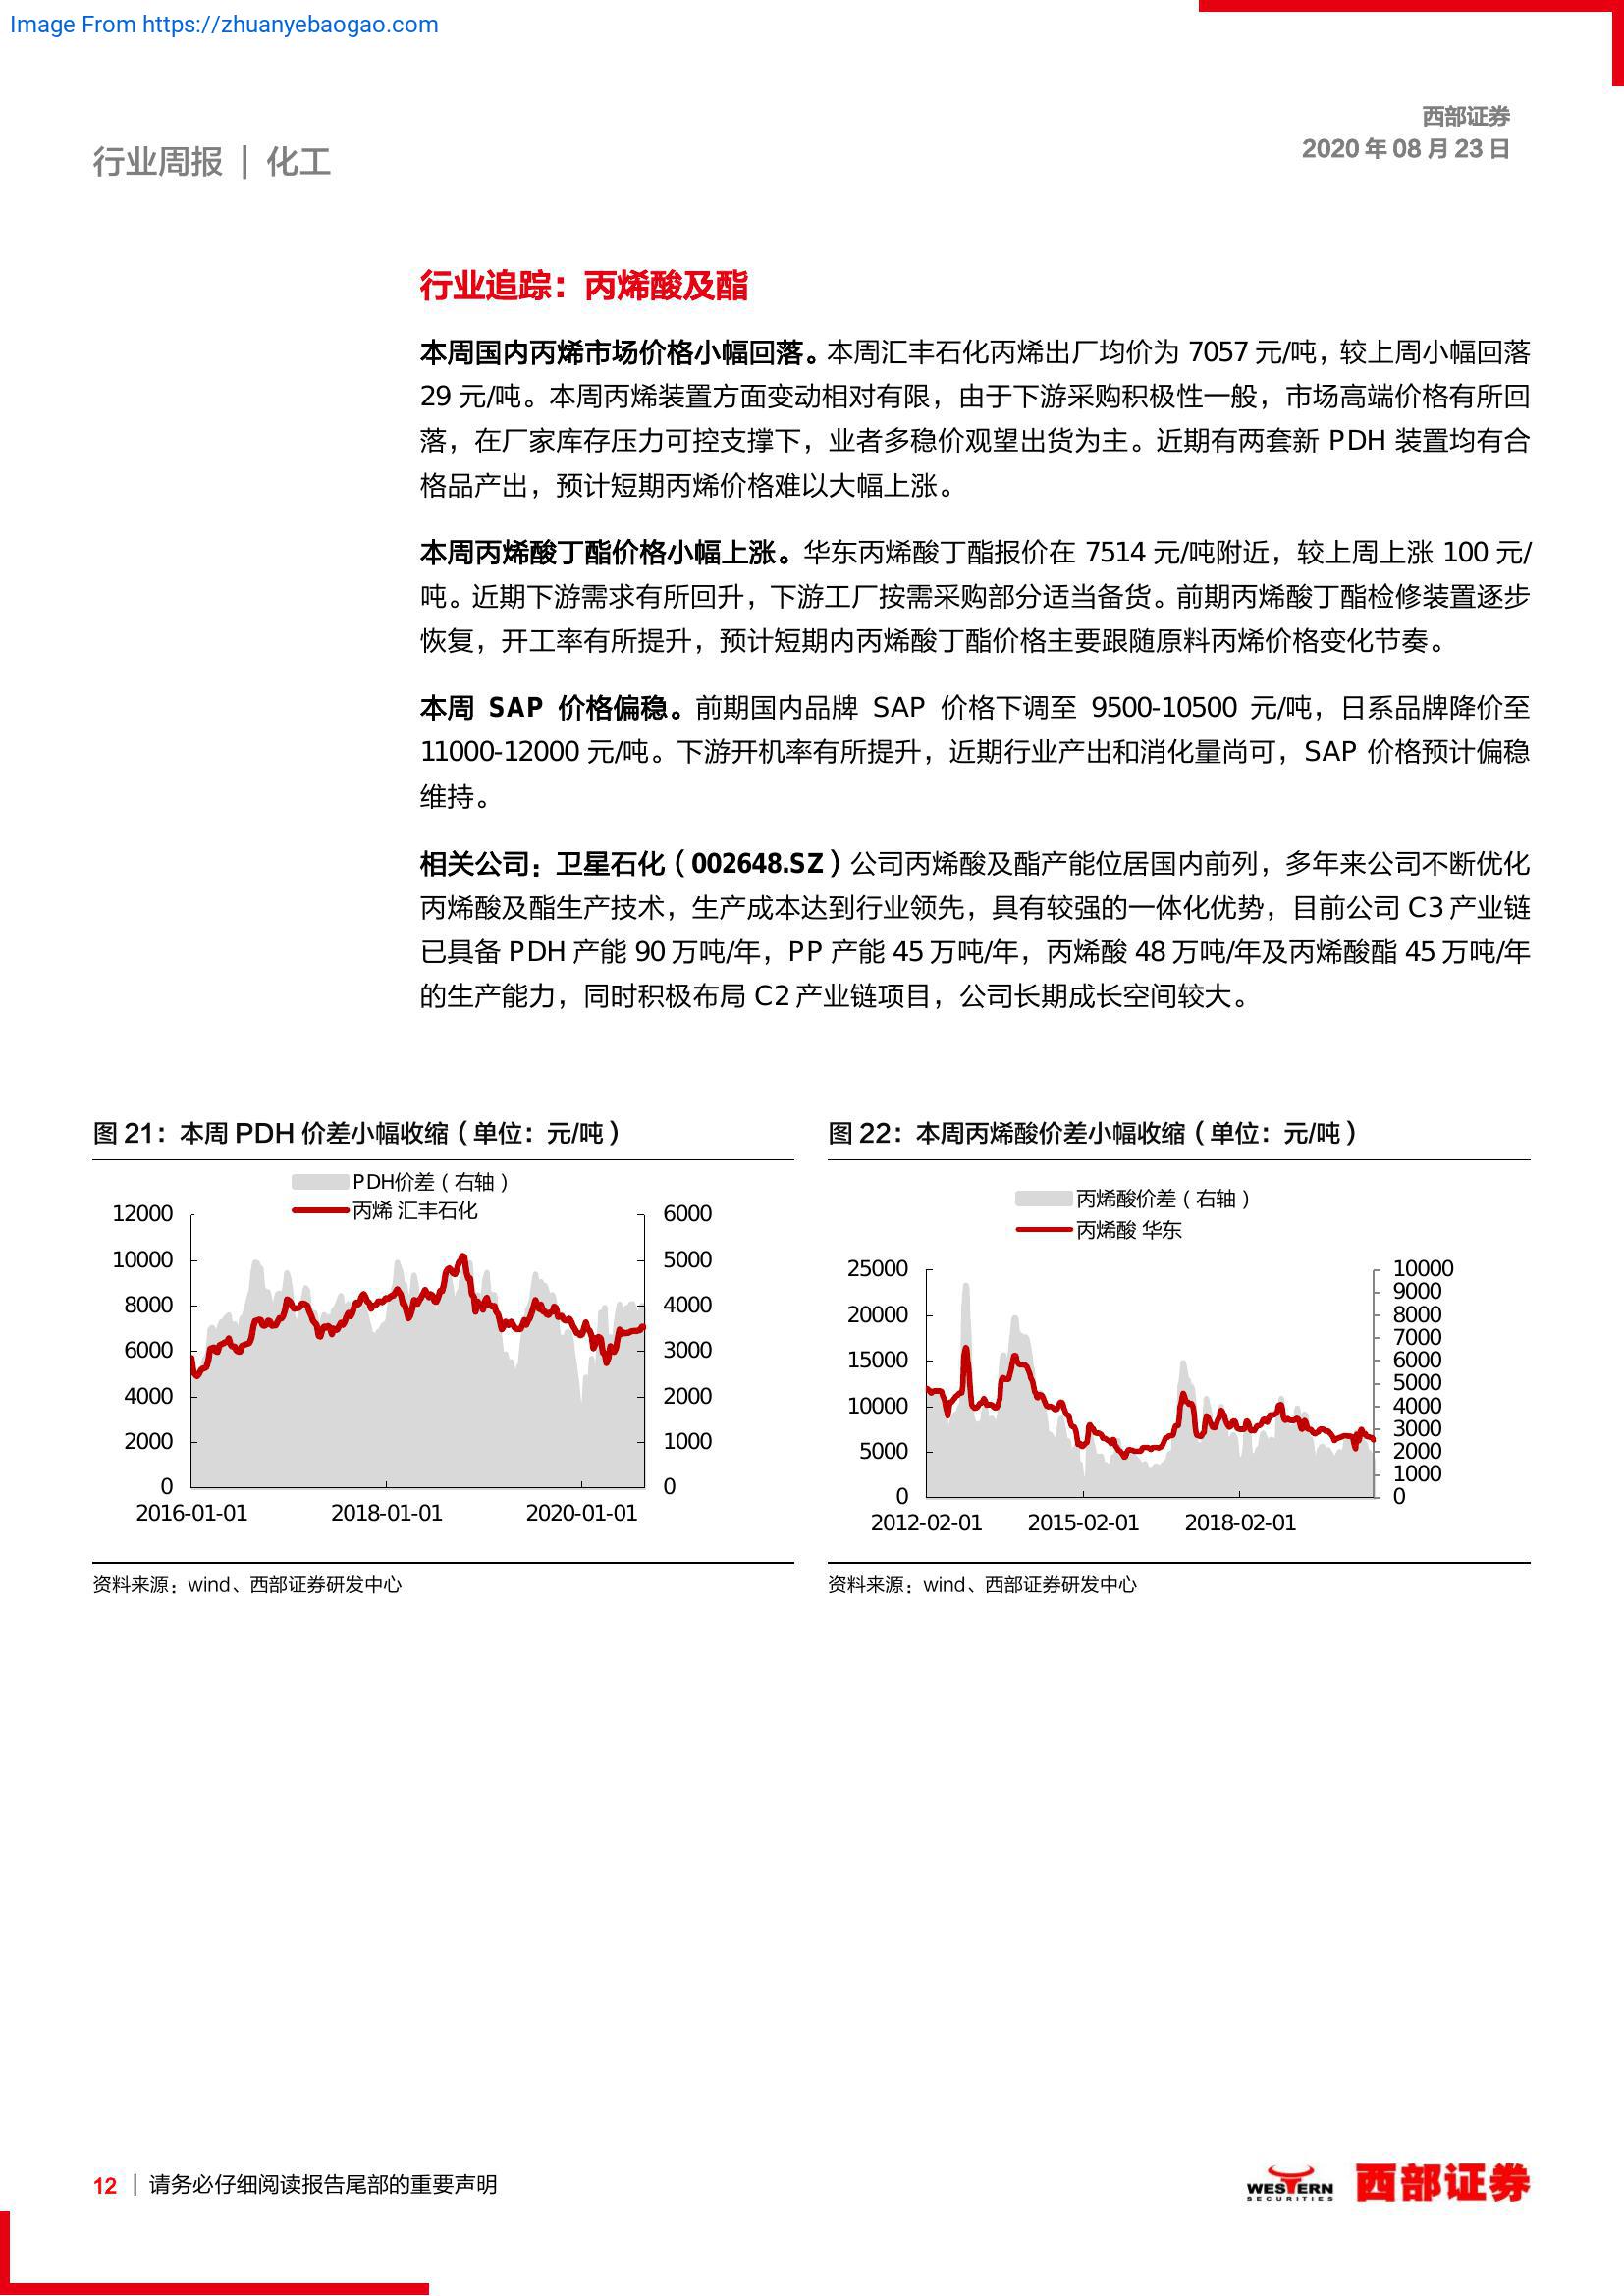 Image From https://zhuanyebaogao.com
西部证券
2020 年 08 月 23 日
行业周报 | 化工
行业追踪：丙烯酸及酯
本周国内丙烯市场价格小幅回落。本周汇丰石化丙烯出厂均价为 7057 元/吨，较上周小幅回落
29 元/吨。本周丙烯装置方面变动相对有限，由于下游采购积极性一般，市场高端价格有所回
落，在厂家库存压力可控支撑下，业者多稳价观望出货为主。近期有两套新 PDH 装置均有合
格品产出，预计短期丙烯价格难以大幅上涨。
本周丙烯酸丁酯价格小幅上涨。华东丙烯酸丁酯报价在 7514 元/吨附近，较上周上涨 100 元/
吨。近期下游需求有所回升，下游工厂按需采购部分适当备货。前期丙烯酸丁酯检修装置逐步
恢复，开工率有所提升，预计短期内丙烯酸丁酯价格主要跟随原料丙烯价格变化节奏。
本周 SAP 价格偏稳。前期国内品牌 SAP 价格下调至 9500-10500 元/吨，日系品牌降价至
11000-12000 元/吨。下游开机率有所提升，近期行业产出和消化量尚可，SAP 价格预计偏稳
维持。
相关公司：卫星石化（002648.SZ）公司丙烯酸及酯产能位居国内前列，多年来公司不断优化
丙烯酸及酯生产技术，生产成本达到行业领先，具有较强的一体化优势，目前公司 C3 产业链
已具备 PDH 产能 90 万吨/年，PP 产能 45 万吨/年，丙烯酸 48 万吨/年及丙烯酸酯 45 万吨/年
的生产能力，同时积极布局 C2 产业链项目，公司长期成长空间较大。
图 21：本周 PDH 价差小幅收缩（单位：元/吨）
PDH价差（右轴）
丙烯 汇丰石化
12000
10000
8000
6000
4000
2000
0
6000
5000
4000
3000
2000
1000
0
2016-01-01 2018-01-01 2020-01-01
资料来源：wind、西部证券研发中心
图 22：本周丙烯酸价差小幅收缩（单位：元/吨）
丙烯酸价差（右轴）
丙烯酸 华东
25000
20000
15000
10000
5000
0
10000
9000
8000
7000
6000
5000
4000
3000
2000
1000
0
2012-02-01 2015-02-01 2018-02-01
资料来源：wind、西部证券研发中心
12 | 请务必仔细阅读报告尾部的重要声明
WESTERN
SECURITIES
西部证券